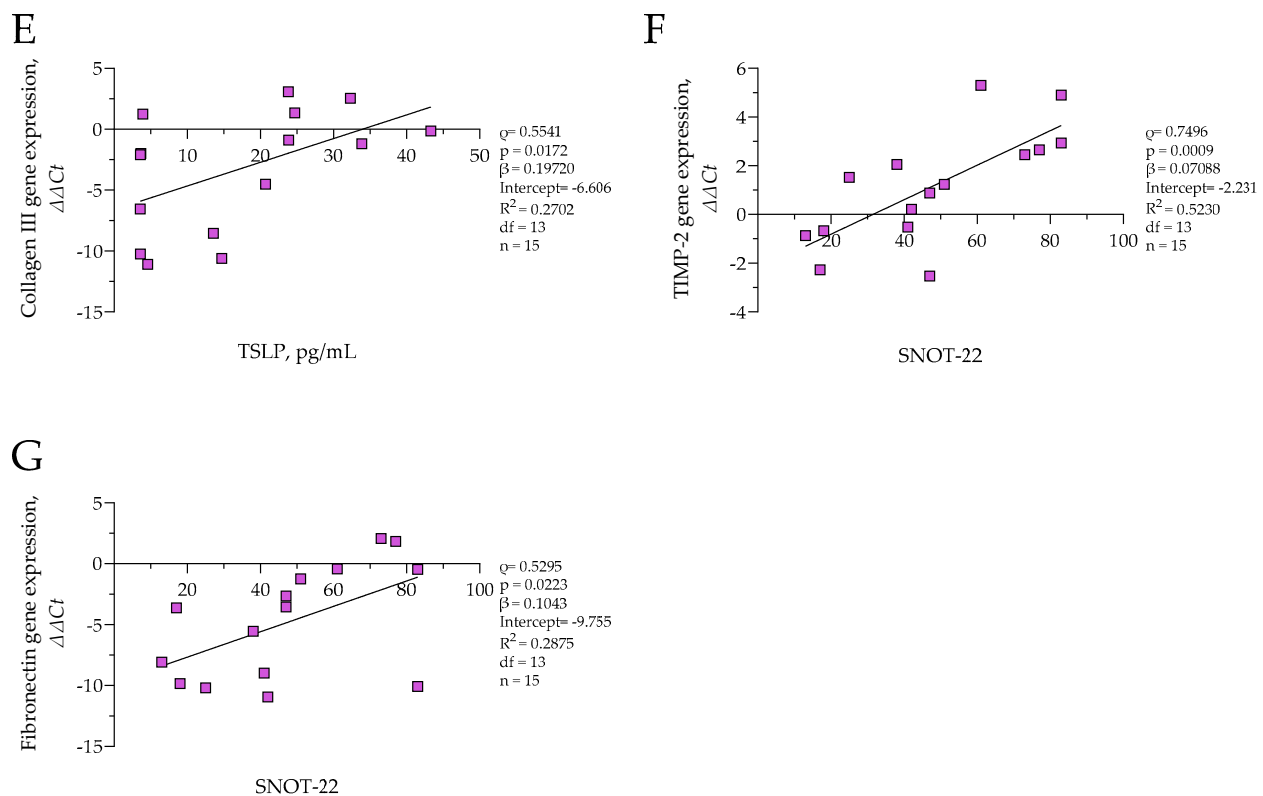 E
Collagen III gene expression,
ΔΔCt
5
0
-5
-10
-15
10
20
30
40
50
TSLP, pg/mL
ϱ= 0.5541
p = 0.0172
β = 0.19720
Intercept= -6.606
R² = 0.2702
df = 13
n = 15
F
TIMP-2 gene expression,
ΔΔCt
6
4
2
0
-2
-4
20
40
60
80
100
SNOT-22
ϱ= 0.7496
p = 0.0009
β = 0.07088
Intercept= -2.231
R² = 0.5230
df = 13
n = 15
G
Fibronectin gene expression,
ΔΔCt
5
0
-5
-10
-15
20
40
60
80
100
SNOT-22
ϱ= 0.5295
p = 0.0223
β = 0.1043
Intercept= -9.755
R² = 0.2875
df = 13
n = 15